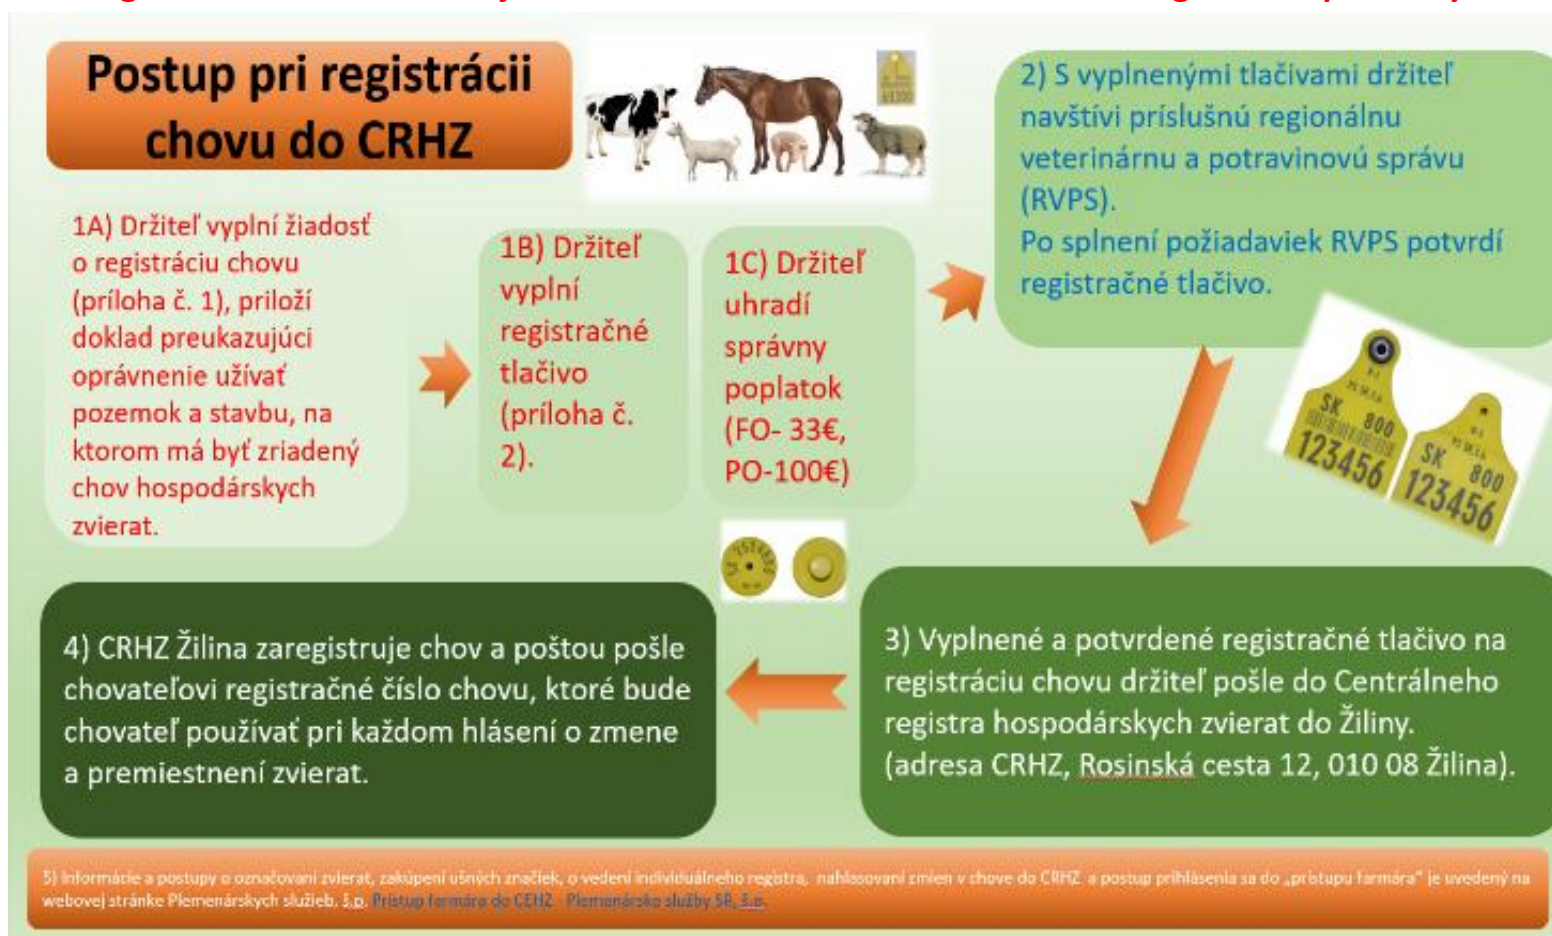 Postup pri registrácii
chovu do CRHZ
1A) Držiteľ vyplní žiadosť
o registráciu chovu
(príloha č. 1), priloží
doklad preukazujúci
oprávnenie užívať
pozemok a stavbu, na
ktorom má byť zriadený
chov hospodárskych
zvierat.
1B) Držiteľ
vyplní
registračné
tlačivo
(príloha č.
2).
1C) Držiteľ
uhradí
správny
poplatok
(FO- 33€,
PO-100€)
2) S vyplnenými tlačivami držiteľ
navštívi príslušnú regionálnu
veterinárnu a potravinovú správu
(RVPS).
Po splnení požiadaviek RVPS potvrdí
registračné tlačivo.
SK 800
123456
SK 800
123456
3) Vyplnené a potvrdené registračné tlačivo na
registráciu chovu držiteľ pošle do Centrálneho
registra hospodárskych zvierat do Žiliny.
(adresa CRHZ, Rosinská cesta 12, 010 08 Žilina).
4) CRHZ Žilina zaregistruje chov a poštou pošle
chovateľovi registračné číslo chovu, ktoré bude
chovateľ používať pri každom hlásení o zmene
a premiestnení zvierat.
5) Informácie a postupy o označovaní zvierat, zakúpení ušných značiek, o vedení individuálneho registra, nahlasovaní zmien v chove do CRHZ a postup prihlásenia sa do „prístupu farmára“ je uvedený na
webovej stránke Plemenárskych služieb, š.p. Prístup farmára do CEHZ - Plemenárske služby SR, š.p.